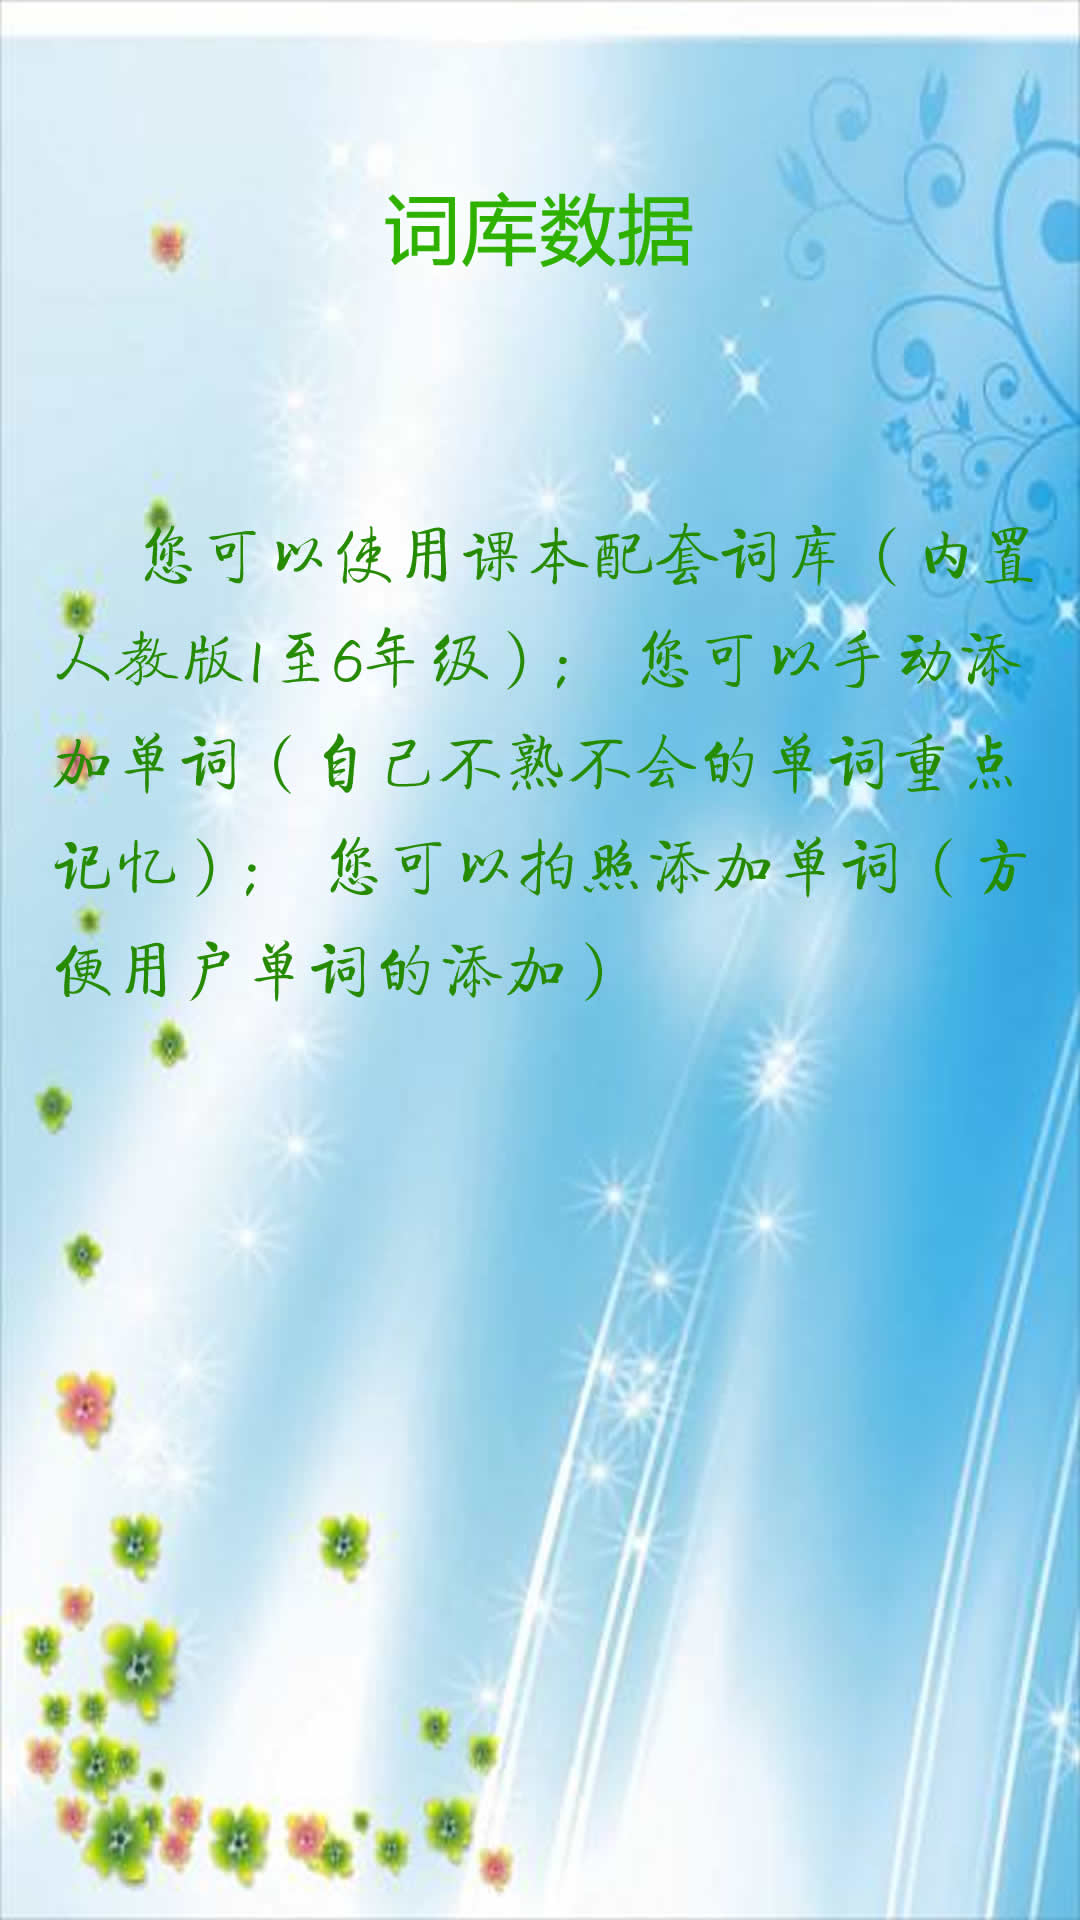 词库数据
您可以使用课本配套词库（内置
人教版1至6年级）； 您可以手动添
加单词（自己不熟不会的单词重点
记忆）； 您可以拍照添加单词（方
便用户单词的添加）